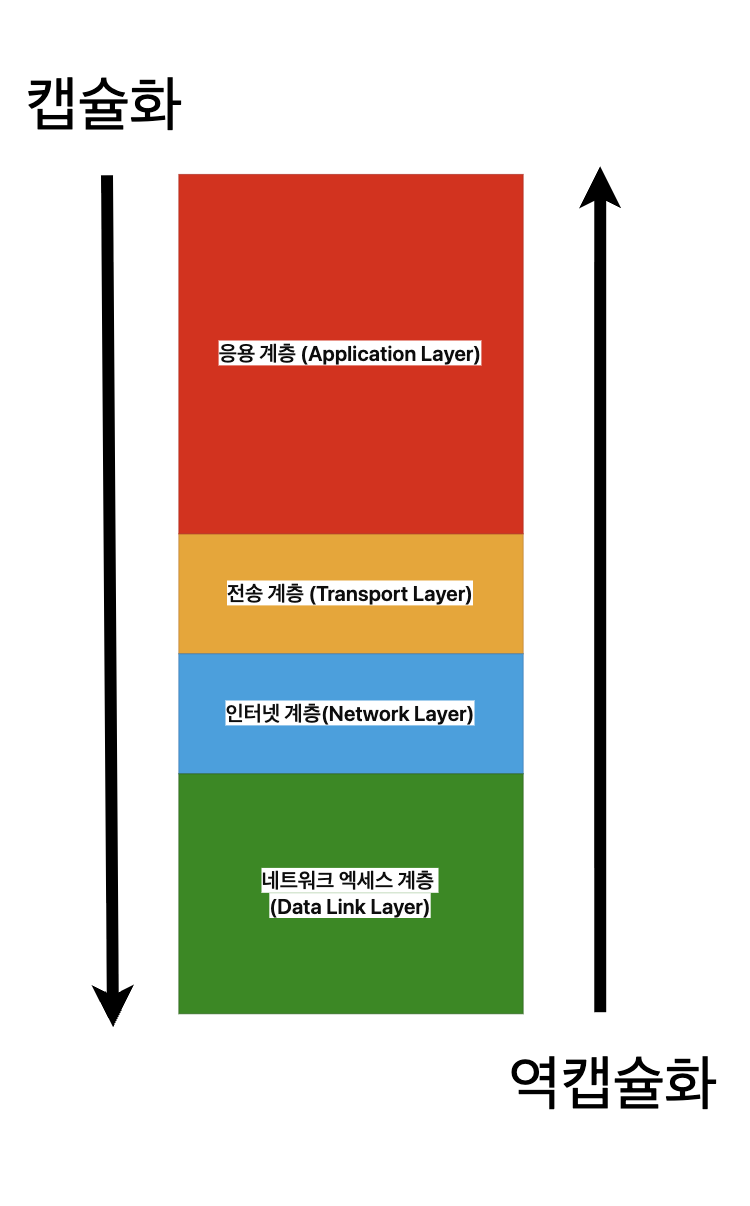 캡슐화
응용 계층 (Application Layer)
전송 계층 (Transport Layer)
인터넷 계층(Network Layer)
네트워크 엑세스 계층
(Data Link Layer)
역캡슐화